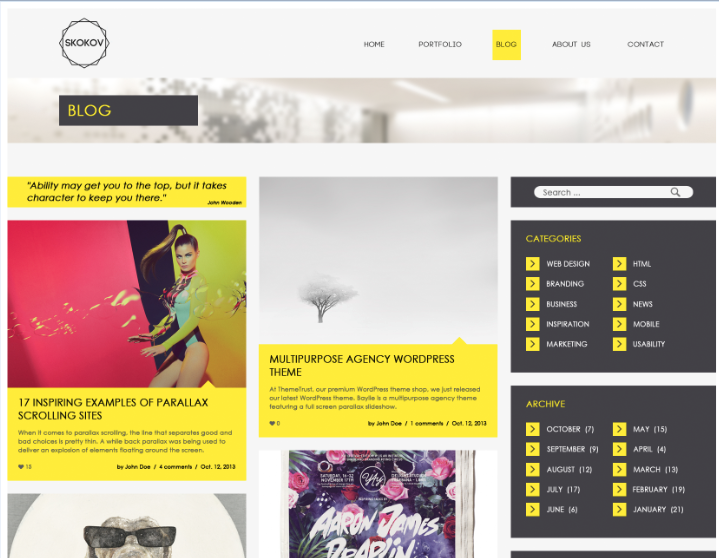 SKOKOV
HOME
PORTFOLIO
BLOG
ABOUT US
CONTACT
BLOG
"Ability may get you to the top, but it takes
character to keep you there."
John Wooden
17 INSPIRING EXAMPLES OF PARALLAX
SCROLLING SITES
When it comes to parallax scrolling, the line that separates good and
bad choices is pretty thin. A while back parallax was being used to
deliver an explosion of elements floating around the screen.
18
by John Doe / 4 comments / Oct. 12, 2013
MULTIPURPOSE AGENCY WORDPRESS
THEME
At ThemeTrust, our premium WordPress theme shop, we just released
our latest WordPress theme. Baylie is a multipurpose agency theme
featuring a full screen parallax slideshow.
0
by John Doe / 1 comments / Oct. 12, 2013
AARON JAMES
DRAPLIN
Search ...
CATEGORIES
WEB DESIGN
HTML
BRANDING
CSS
BUSINESS
NEWS
INSPIRATION
MOBILE
MARKETING
USABILITY
ARCHIVE
OCTOBER (7)
MAY (15)
SEPTEMBER (9)
APRIL (4)
AUGUST (12)
MARCH (13)
JULY (17)
FEBRUARY (19)
JUNE (6)
JANUARY (21)